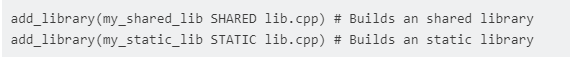 add_library(my_shared_lib SHARED lib.cpp) # Builds an shared library
add_library(my_static_lib STATIC lib.cpp) # Builds an static library